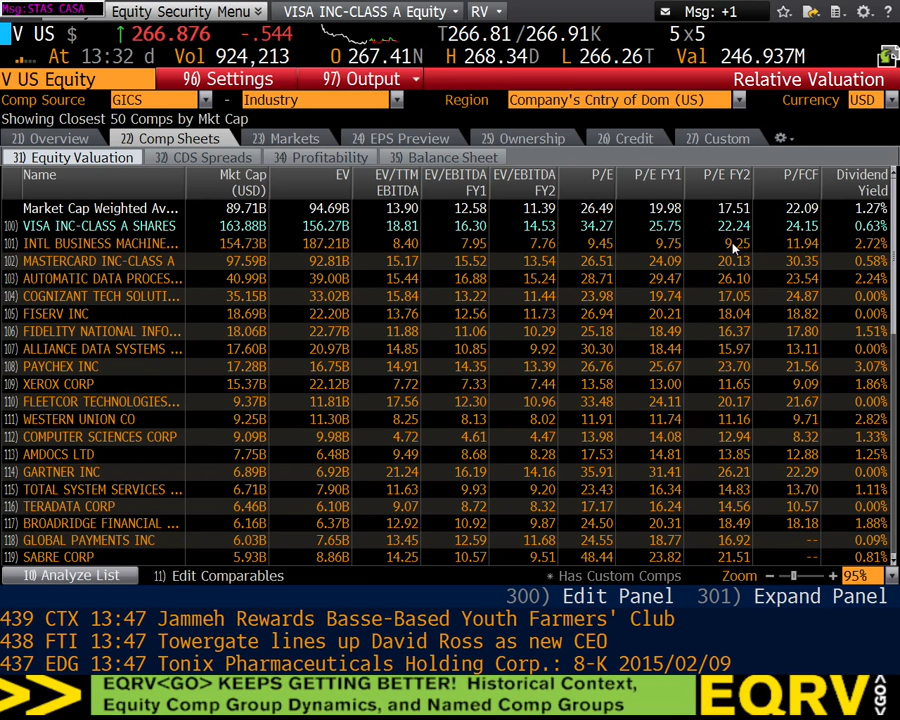 Msg:STAS CASA Equity Security Menu VISA INC-CLASS A Equity RV Msg: +1
V US $ ↑ 266.876 -.544 T266.81/266.91K 5x5
At 13:32 d Vol 924,213 O 267.41N H 268.34D L 266.26T Val 246.937M
V US Equity 96) Settings 97) Output Relative Valuation
Comp Source GICS - Industry Region Company's Cntry of Dom (US) Currency USD
Showing Closest 50 Comps by Mkt Cap
21) Overview 22) Comp Sheets 23) Markets 24) EPS Preview 25) Ownership 26) Credit 27) Custom
31) Equity Valuation 32) CDS Spreads 34) Profitability 35) Balance Sheet
Name Mkt Cap EV EV/TTM EV/EBITDA EV/EBITDA P/E P/E FY1 P/E FY2 P/FCF Dividend
(USD) EBITDA FY1 FY2 Yield
Market Cap Weighted Av... 89.71B 94.69B 13.90 12.58 11.39 26.49 19.98 17.51 22.09 1.27%
100) VISA INC-CLASS A SHARES 163.88B 156.27B 18.81 16.30 14.53 34.27 25.75 22.24 24.15 0.63%
101) INTL BUSINESS MACHINE... 154.73B 187.21B 8.40 7.95 7.76 9.45 9.75 9.25 11.94 2.72%
102) MASTERCARD INC-CLASS A 97.59B 92.81B 15.17 15.52 13.54 26.51 24.09 20.13 30.35 0.58%
103) AUTOMATIC DATA PROCES... 40.99B 39.00B 15.44 16.88 15.24 28.71 29.47 26.10 23.54 2.24%
104) COGNIZANT TECH SOLUTI... 35.15B 33.02B 15.84 13.22 11.44 23.98 19.74 17.05 24.87 0.00%
105) FISERV INC 18.69B 22.20B 13.76 12.56 11.73 26.94 20.21 18.04 18.82 0.00%
106) FIDELITY NATIONAL INFO... 18.06B 22.77B 11.88 11.06 10.29 25.18 18.49 16.37 17.80 1.51%
107) ALLIANCE DATA SYSTEMS ... 17.60B 20.97B 14.85 10.85 9.92 30.30 18.44 15.97 13.11 0.00%
108) PAYCHEX INC 17.28B 16.75B 14.91 14.35 13.39 26.76 25.67 23.70 21.56 3.07%
109) XEROX CORP 15.37B 22.12B 7.72 7.33 7.44 13.58 13.00 11.65 9.09 1.86%
110) FLEETCOR TECHNOLOGIES... 9.37B 11.81B 17.56 12.30 10.96 33.48 24.11 20.17 21.67 0.00%
111) WESTERN UNION CO 9.25B 11.30B 8.25 8.13 8.02 11.91 11.74 11.16 9.71 2.82%
112) COMPUTER SCIENCES CORP 9.09B 9.98B 4.72 4.61 4.47 13.98 14.08 12.94 8.32 1.33%
113) AMDOCS LTD 7.75B 6.48B 9.49 8.68 8.28 17.53 14.81 13.85 12.88 1.25%
114) GARTNER INC 6.89B 6.92B 21.24 16.19 14.16 35.91 31.41 26.21 22.29 0.00%
115) TOTAL SYSTEM SERVICES ... 6.71B 7.90B 11.63 9.93 9.20 23.43 16.34 14.83 13.70 1.11%
116) TERADATA CORP 6.46B 6.10B 9.07 8.72 8.32 17.17 16.24 14.56 10.57 0.00%
117) BROADRIDGE FINANCIAL ... 6.16B 6.37B 12.92 10.92 9.87 24.50 20.31 18.49 18.18 1.88%
118) GLOBAL PAYMENTS INC 6.03B 7.65B 13.45 12.59 11.68 24.55 18.77 16.92 -- 0.09%
119) SABRE CORP 5.93B 8.86B 14.25 10.57 9.51 48.44 23.82 21.51 -- 0.81%
10) Analyze List 11) Edit Comparables * Has Custom Comps Zoom − + 95%
300) Edit Panel 301) Expand Panel
439 CTX 13:47 Jammeh Rewards Basse-Based Youth Farmers' Club
438 FTI 13:47 Towergate lines up David Ross as new CEO
437 EDG 13:47 Tonix Pharmaceuticals Holding Corp.: 8-K 2015/02/09
EQRV<GO> KEEPS GETTING BETTER! Historical Context,
Equity Comp Group Dynamics, and Named Comp Groups
EQRV <GO>